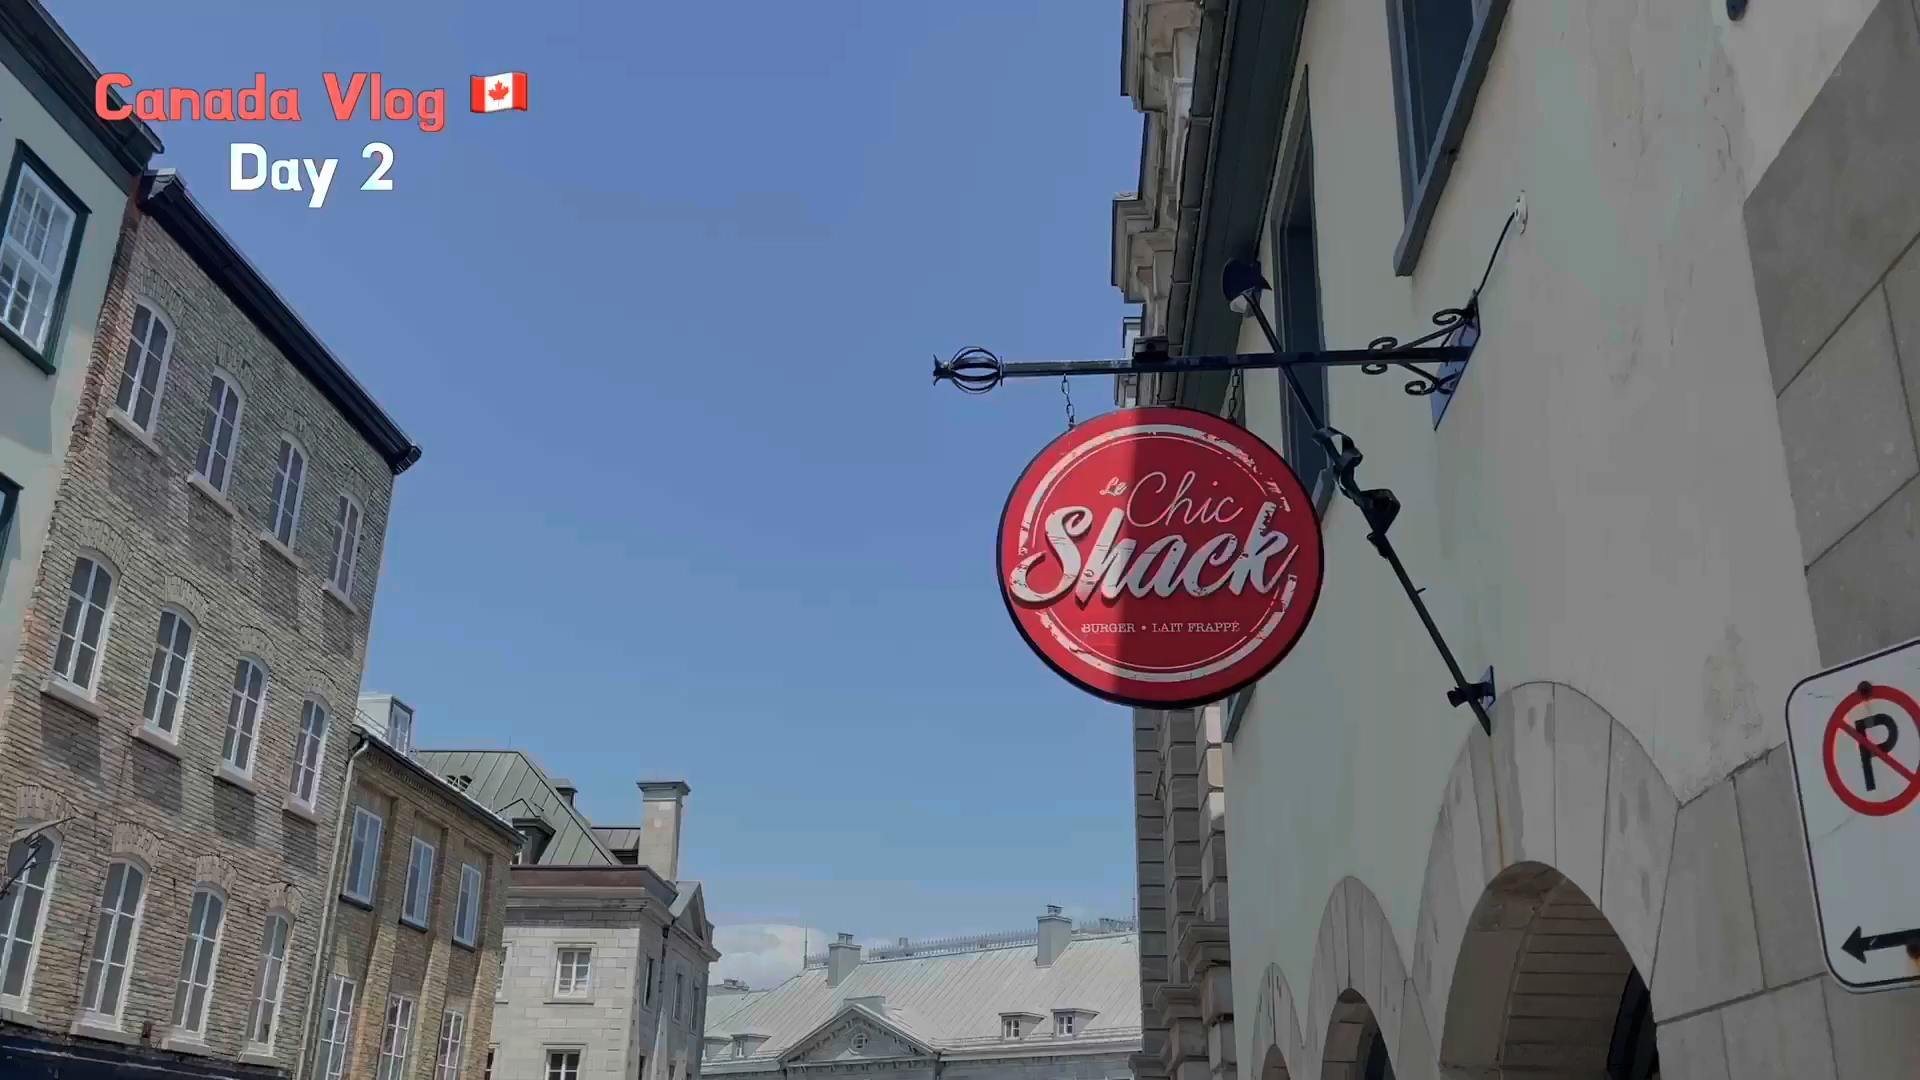 Canada Vlog 🇨🇦
Day 2
Le Chic
Shack
BURGER • LAIT FRAPPÉ
P